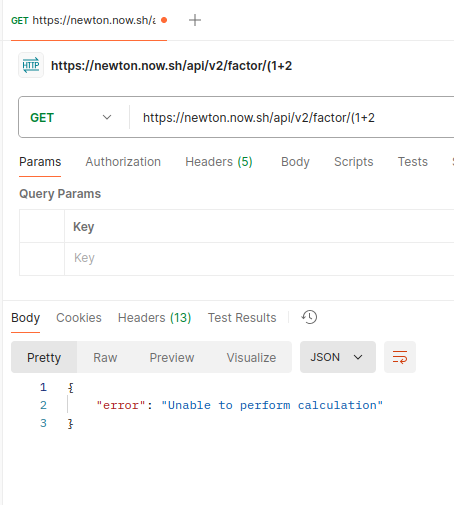 GET https://newton.now.sh/a
HTTP https://newton.now.sh/api/v2/factor/(1+2
GET https://newton.now.sh/api/v2/factor/(1+2
Params Authorization Headers (5) Body Scripts Tests
Query Params
Key
Key
Body Cookies Headers (13) Test Results
Pretty Raw Preview Visualize JSON
1 {
2 "error": "Unable to perform calculation"
3 }